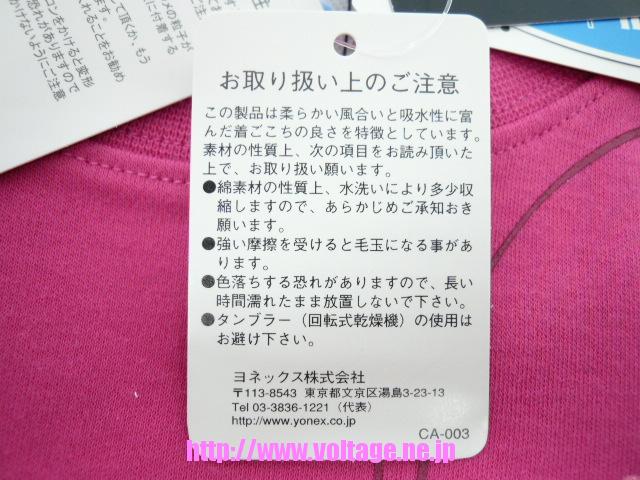 お取り扱い上のご注意
この製品は柔らかい風合いと吸水性に富
んだ着ごこちの良さを特徴としています。
素材の性質上、次の項目をお読み頂いた
上で、お取り扱い願います。
●綿素材の性質上、水洗いにより多少収
縮しますので、あらかじめご承知おき
願います。
●強い摩擦を受けると毛玉になる事があ
ります。
●色落ちする恐れがありますので、長い
時間濡れたまま放置しないで下さい。
●タンブラー（回転式乾燥機）の使用は
お避け下さい。
ヨネックス株式会社
〒113-8543 東京都文京区湯島3-23-13
Tel 03-3836-1221（代表）
http://www.yonex.co.jp
CA-003
http://www.voltage.ne.jp